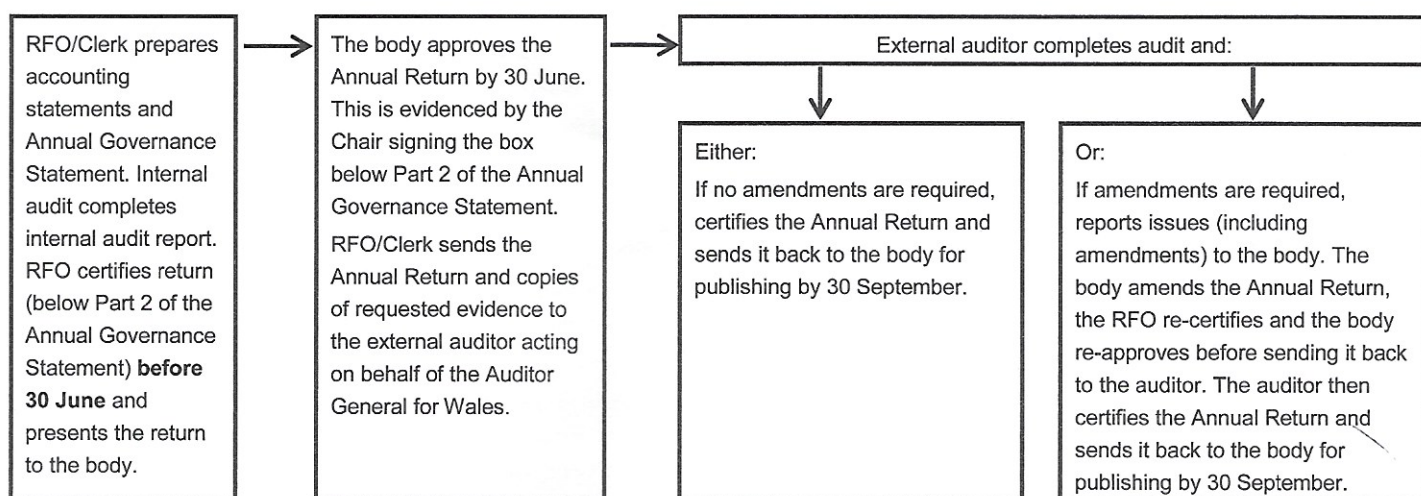 RFO/Clerk prepares
accounting
statements and
Annual Governance
Statement. Internal
audit completes
internal audit report.
RFO certifies return
(below Part 2 of the
Annual Governance
Statement) before
30 June and
presents the return
to the body.
The body approves the
Annual Return by 30 June.
This is evidenced by the
Chair signing the box
below Part 2 of the Annual
Governance Statement.
RFO/Clerk sends the
Annual Return and copies
of requested evidence to
the external auditor acting
on behalf of the Auditor
General for Wales.
External auditor completes audit and:
Either:
If no amendments are required,
certifies the Annual Return and
sends it back to the body for
publishing by 30 September.
Or:
If amendments are required,
reports issues (including
amendments) to the body. The
body amends the Annual Return,
the RFO re-certifies and the body
re-approves before sending it back
to the auditor. The auditor then
certifies the Annual Return and
sends it back to the body for
publishing by 30 September.